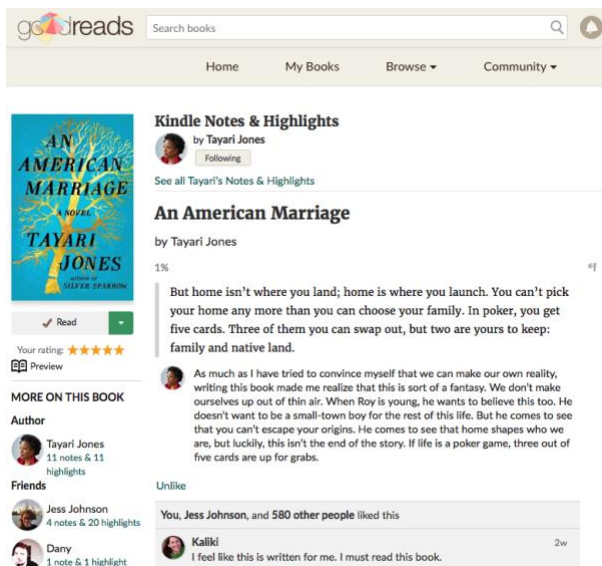 goodreads
Search books
Home My Books Browse Community
AN
AMERICAN
MARRIAGE
A NOVEL
TAYARI
JONES
AUTHOR OF
SILVER SPARROW
Read
Your rating:
Preview
MORE ON THIS BOOK
Author
Tayari Jones
11 notes & 11
highlights
Friends
Jess Johnson
4 notes & 20 highlights
Dany
1 note & 1 highlight
Kindle Notes & Highlights
by Tayari Jones
Following
See all Tayari's Notes & Highlights
An American Marriage
by Tayari Jones
1%
But home isn't where you land; home is where you launch. You can't pick
your home any more than you can choose your family. In poker, you get
five cards. Three of them you can swap out, but two are yours to keep:
family and native land.
As much as I have tried to convince myself that we can make our own reality,
writing this book made me realize that this is sort of a fantasy. We don't make
ourselves up out of thin air. When Roy is young, he wants to believe this too. He
doesn't want to be a small-town boy for the rest of this life. But he comes to see
that you can't escape your origins. He comes to see that home shapes who we
are, but luckily, this isn't the end of the story. If life is a poker game, three out of
five cards are up for grabs.
Unlike
You, Jess Johnson, and 580 other people liked this
Kaliki 2w
I feel like this is written for me. I must read this book.